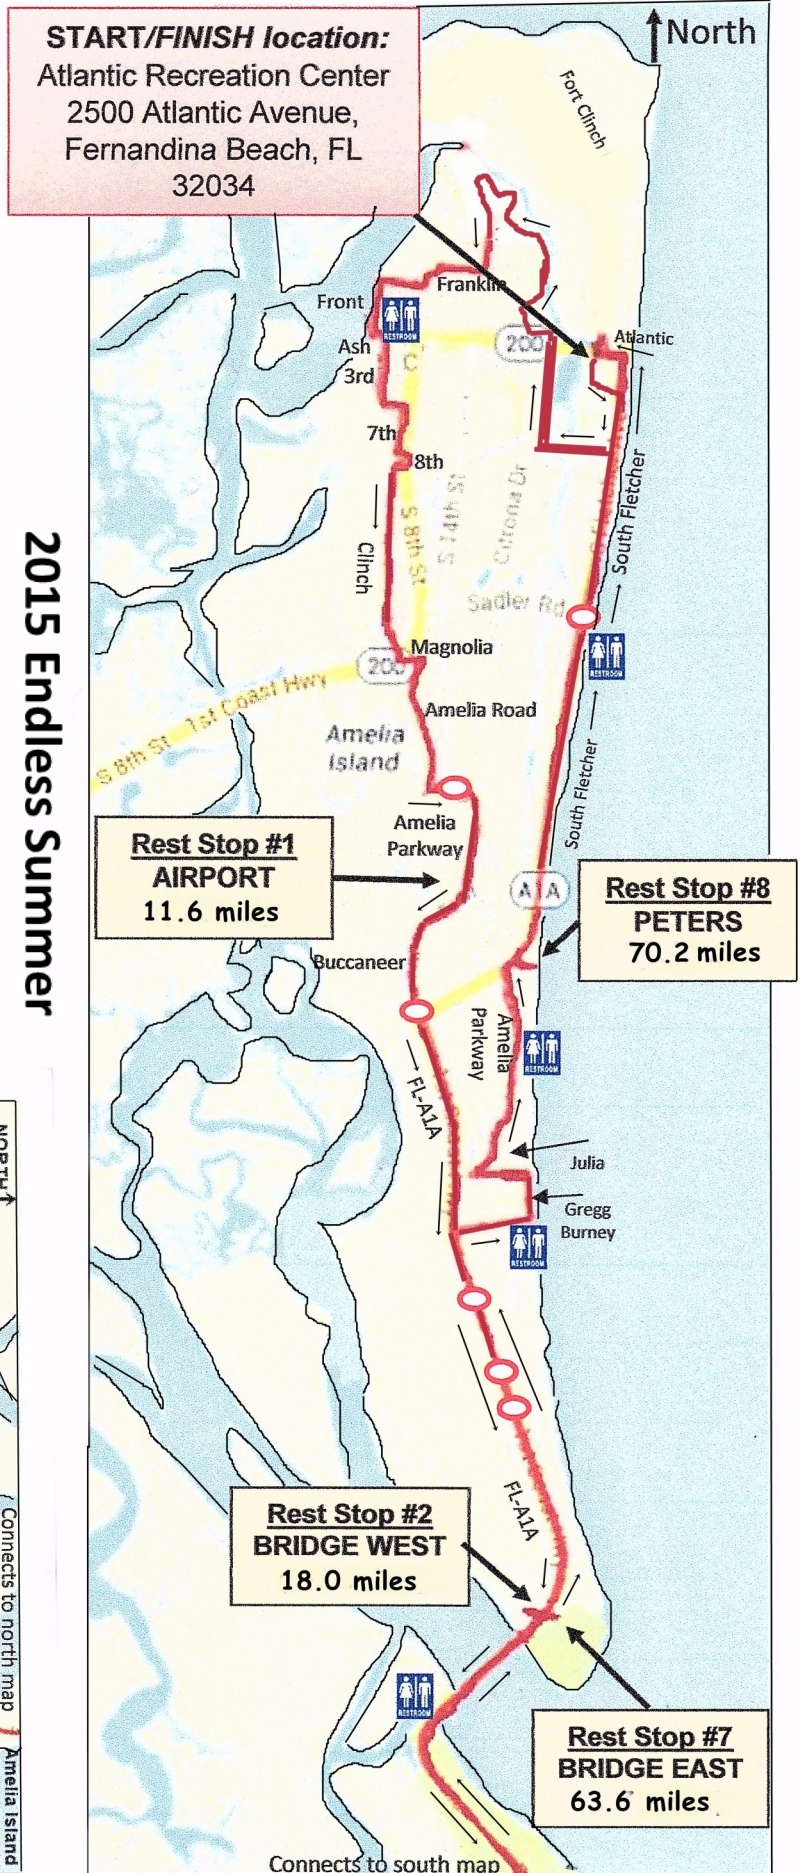 START/FINISH location:
Atlantic Recreation Center
2500 Atlantic Avenue,
Fernandina Beach, FL
32034
North
Fort Clinch
Franklin
Front
RESTROOM
200
Atlantic
Ash
C
3rd
7th
8th
S 14th St
Citrona Dr
South Fletcher
S 8th St
Clinch
Sadler Rd
RESTROOM
Magnolia
200
S 8th St
1st Coast Hwy
Amelia Road
Amelia
Island
South Fletcher
2015 Endless Summer
Amelia
Parkway
Rest Stop #1
AIRPORT
11.6 miles
A1A
Rest Stop #8
PETERS
70.2 miles
Buccaneer
Amelia
Parkway
RESTROOM
FL-A1A
Julia
Gregg
Burney
RESTROOM
NORTH
FL-A1A
Rest Stop #2
BRIDGE WEST
18.0 miles
RESTROOM
Rest Stop #7
BRIDGE EAST
63.6 miles
Connects to north map
Amelia Island
Connects to south map